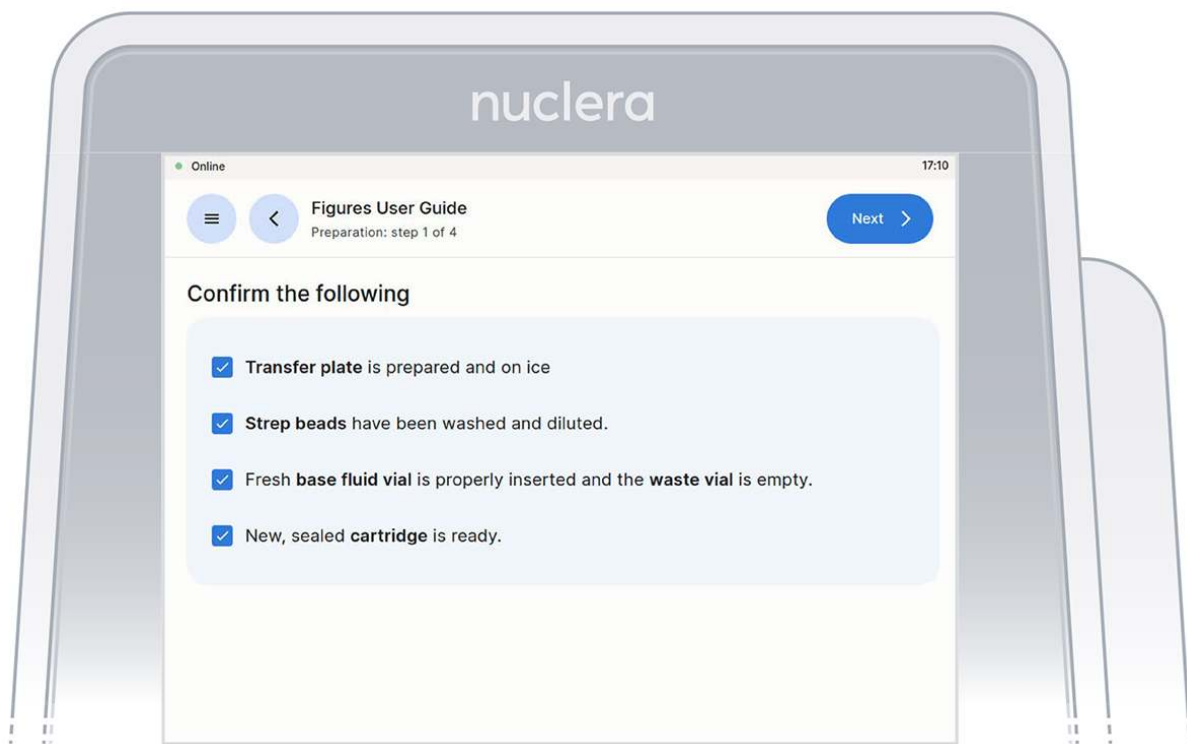 nuclera
Online
17:10
Figures User Guide
Preparation: step 1 of 4
Next
Confirm the following
Transfer plate is prepared and on ice
Strep beads have been washed and diluted.
Fresh base fluid vial is properly inserted and the waste vial is empty.
New, sealed cartridge is ready.